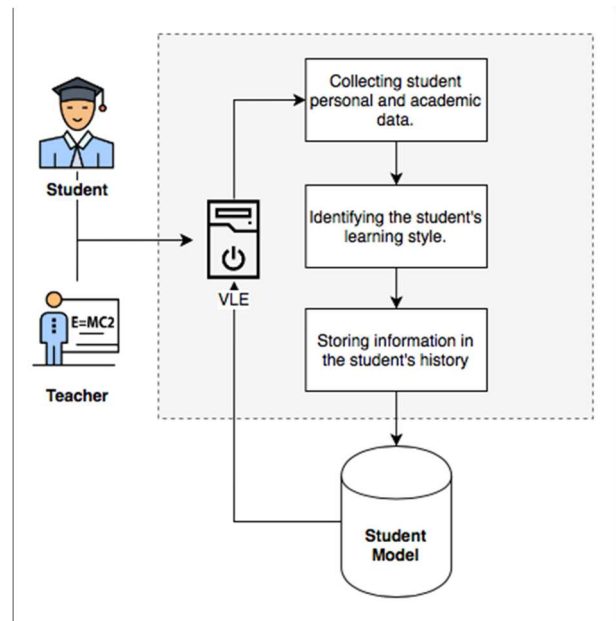 Student
E=MC2
Teacher
VLE
Collecting student
personal and academic
data.
Identifying the student's
learning style.
Storing information in
the student's history
Student
Model